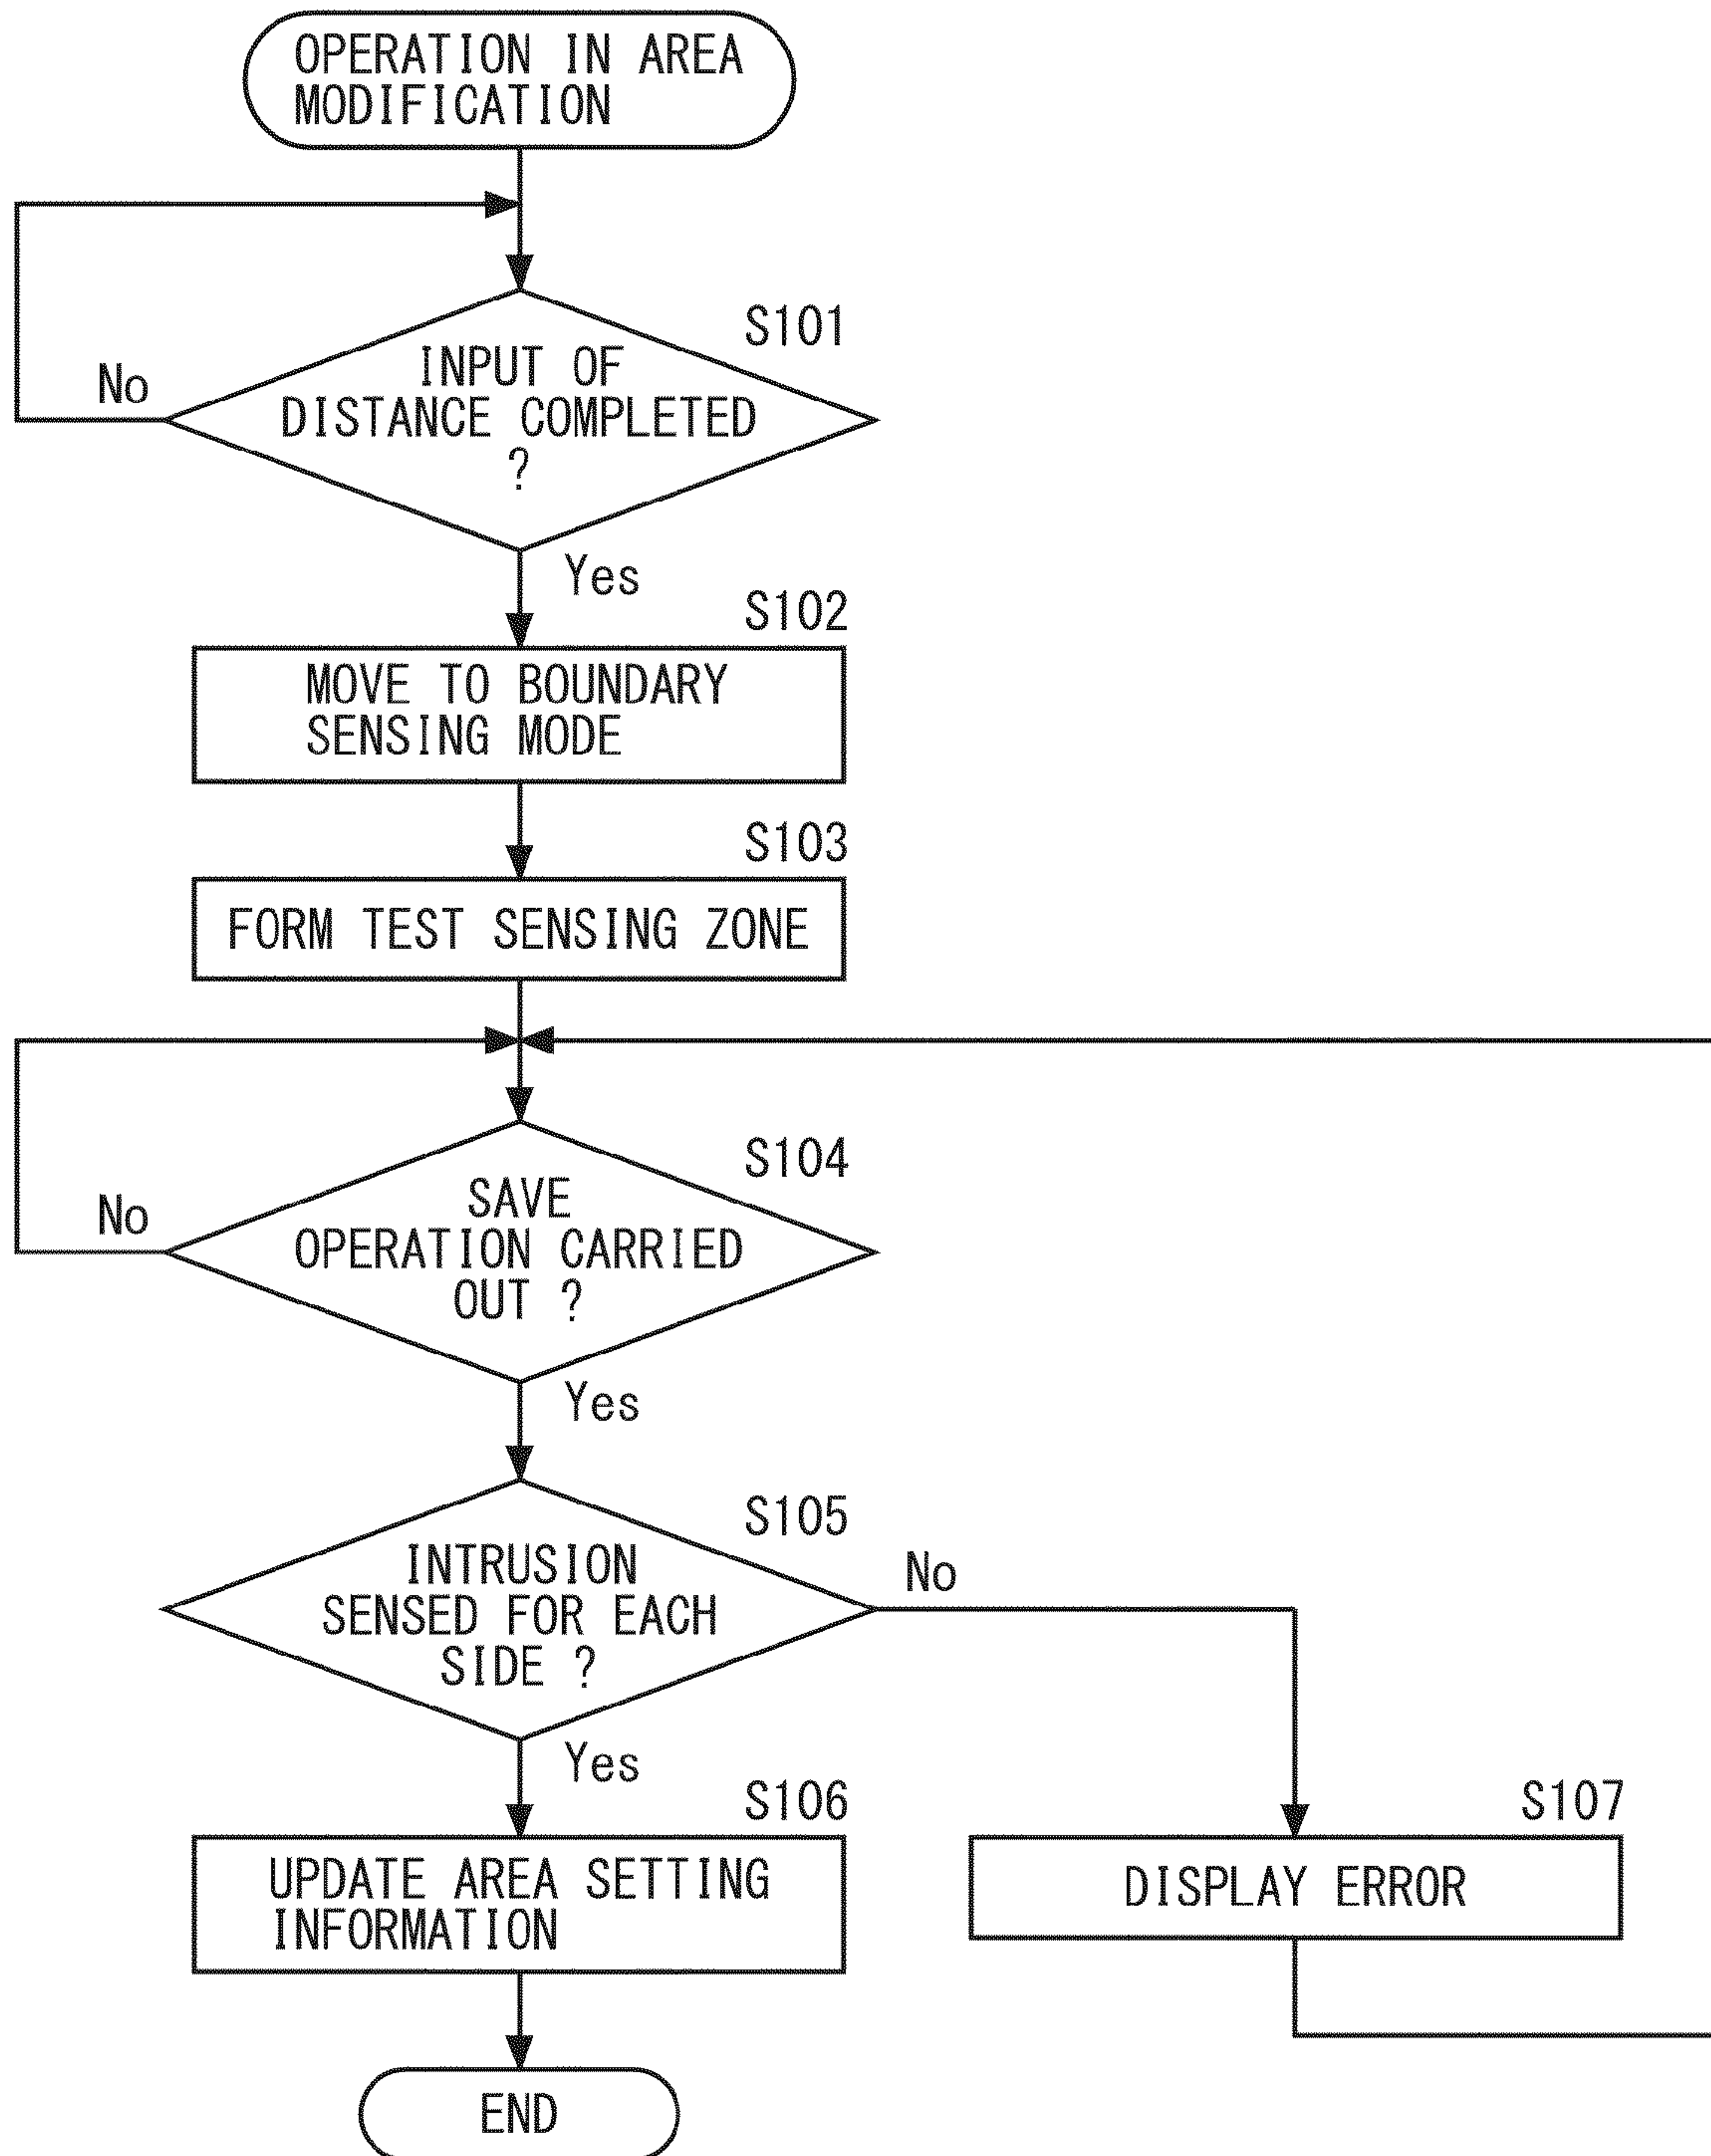 OPERATION IN AREA
MODIFICATION
S101
INPUT OF
DISTANCE COMPLETED
?
No
Yes
S102
MOVE TO BOUNDARY
SENSING MODE
S103
FORM TEST SENSING ZONE
S104
SAVE
OPERATION CARRIED
OUT ?
No
Yes
S105
INTRUSION
SENSED FOR EACH
SIDE ?
No
Yes
S106
UPDATE AREA SETTING
INFORMATION
S107
DISPLAY ERROR
END